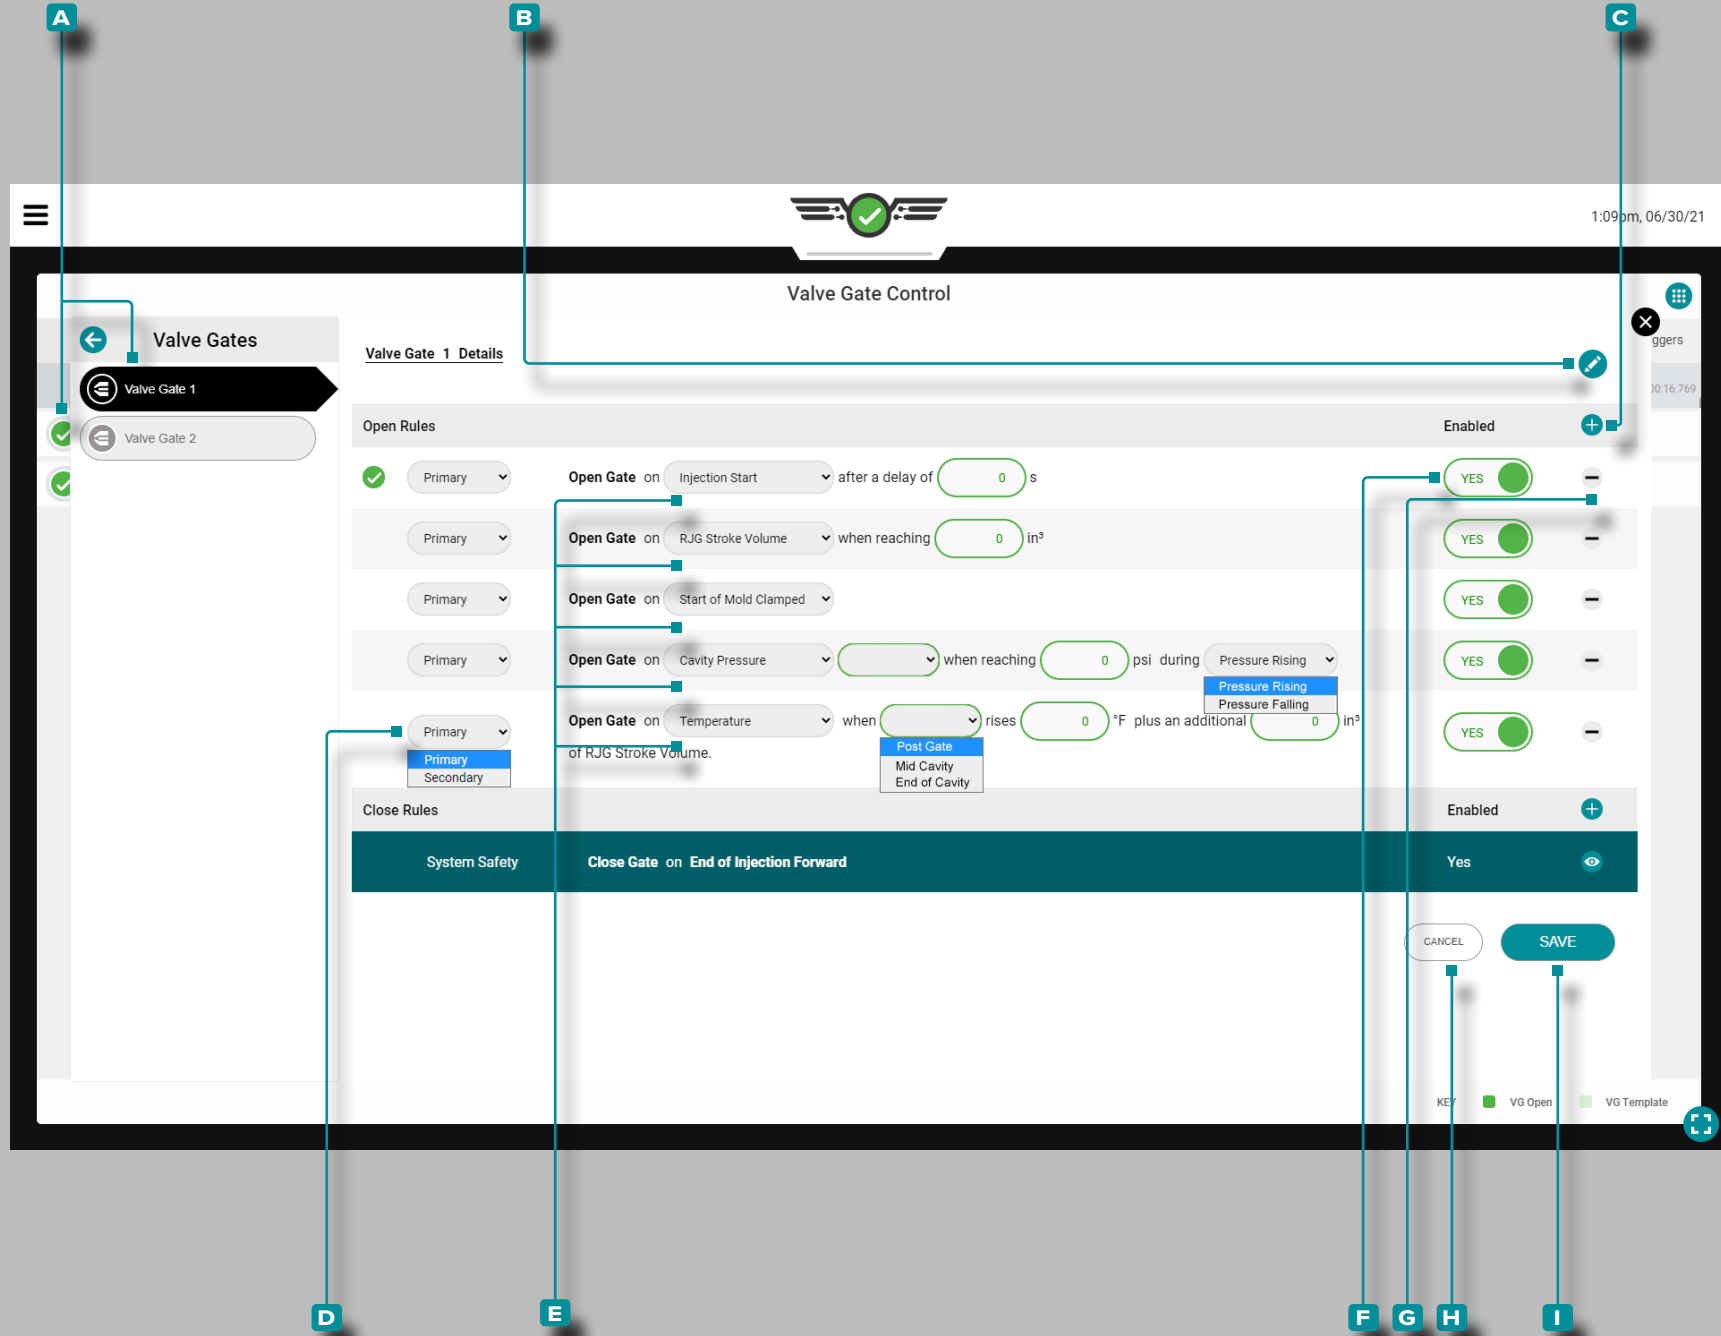 A B C
1:09pm, 06/30/21
Valve Gate Control
Valve Gates
ggers
Valve Gate 1 Details
Valve Gate 1
00:16.769
Valve Gate 2
Open Rules Enabled
Primary Open Gate on Injection Start after a delay of 0 s YES
Primary Open Gate on RJG Stroke Volume when reaching 0 in³ YES
Primary Open Gate on Start of Mold Clamped YES
Primary Open Gate on Cavity Pressure when reaching 0 psi during Pressure Rising YES
Pressure Rising
Pressure Falling
Primary Open Gate on Temperature when rises 0 °F plus an additional 0 in³ YES
of RJG Stroke Volume.
Primary
Secondary
Post Gate
Mid Cavity
End of Cavity
Close Rules Enabled
System Safety Close Gate on End of Injection Forward Yes
CANCEL SAVE
KEY VG Open VG Template
D E F G H I